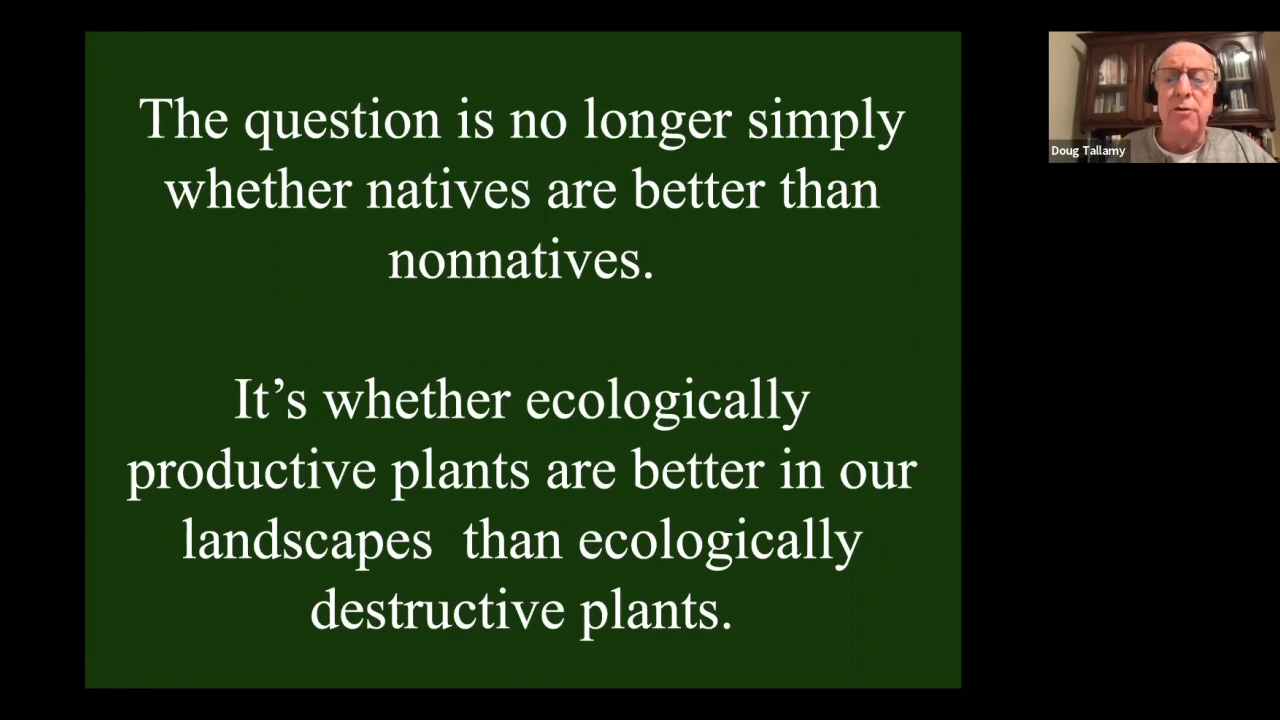 The question is no longer simply
whether natives are better than
nonnatives.
It’s whether ecologically
productive plants are better in our
landscapes  than ecologically
destructive plants.
Doug Tallamy